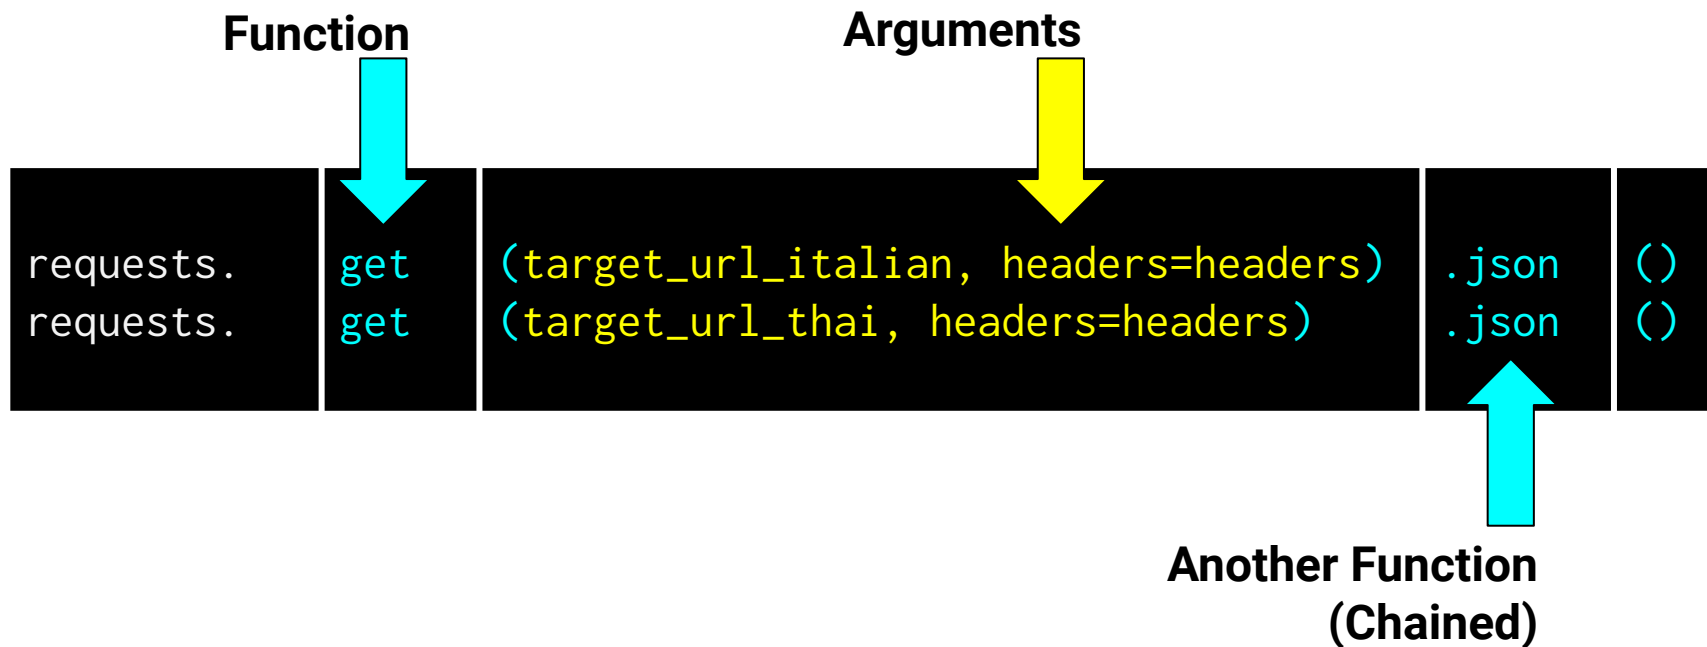 Function
Arguments
requests. get (target_url_italian, headers=headers) .json ()
requests. get (target_url_thai, headers=headers) .json ()
Another Function
(Chained)